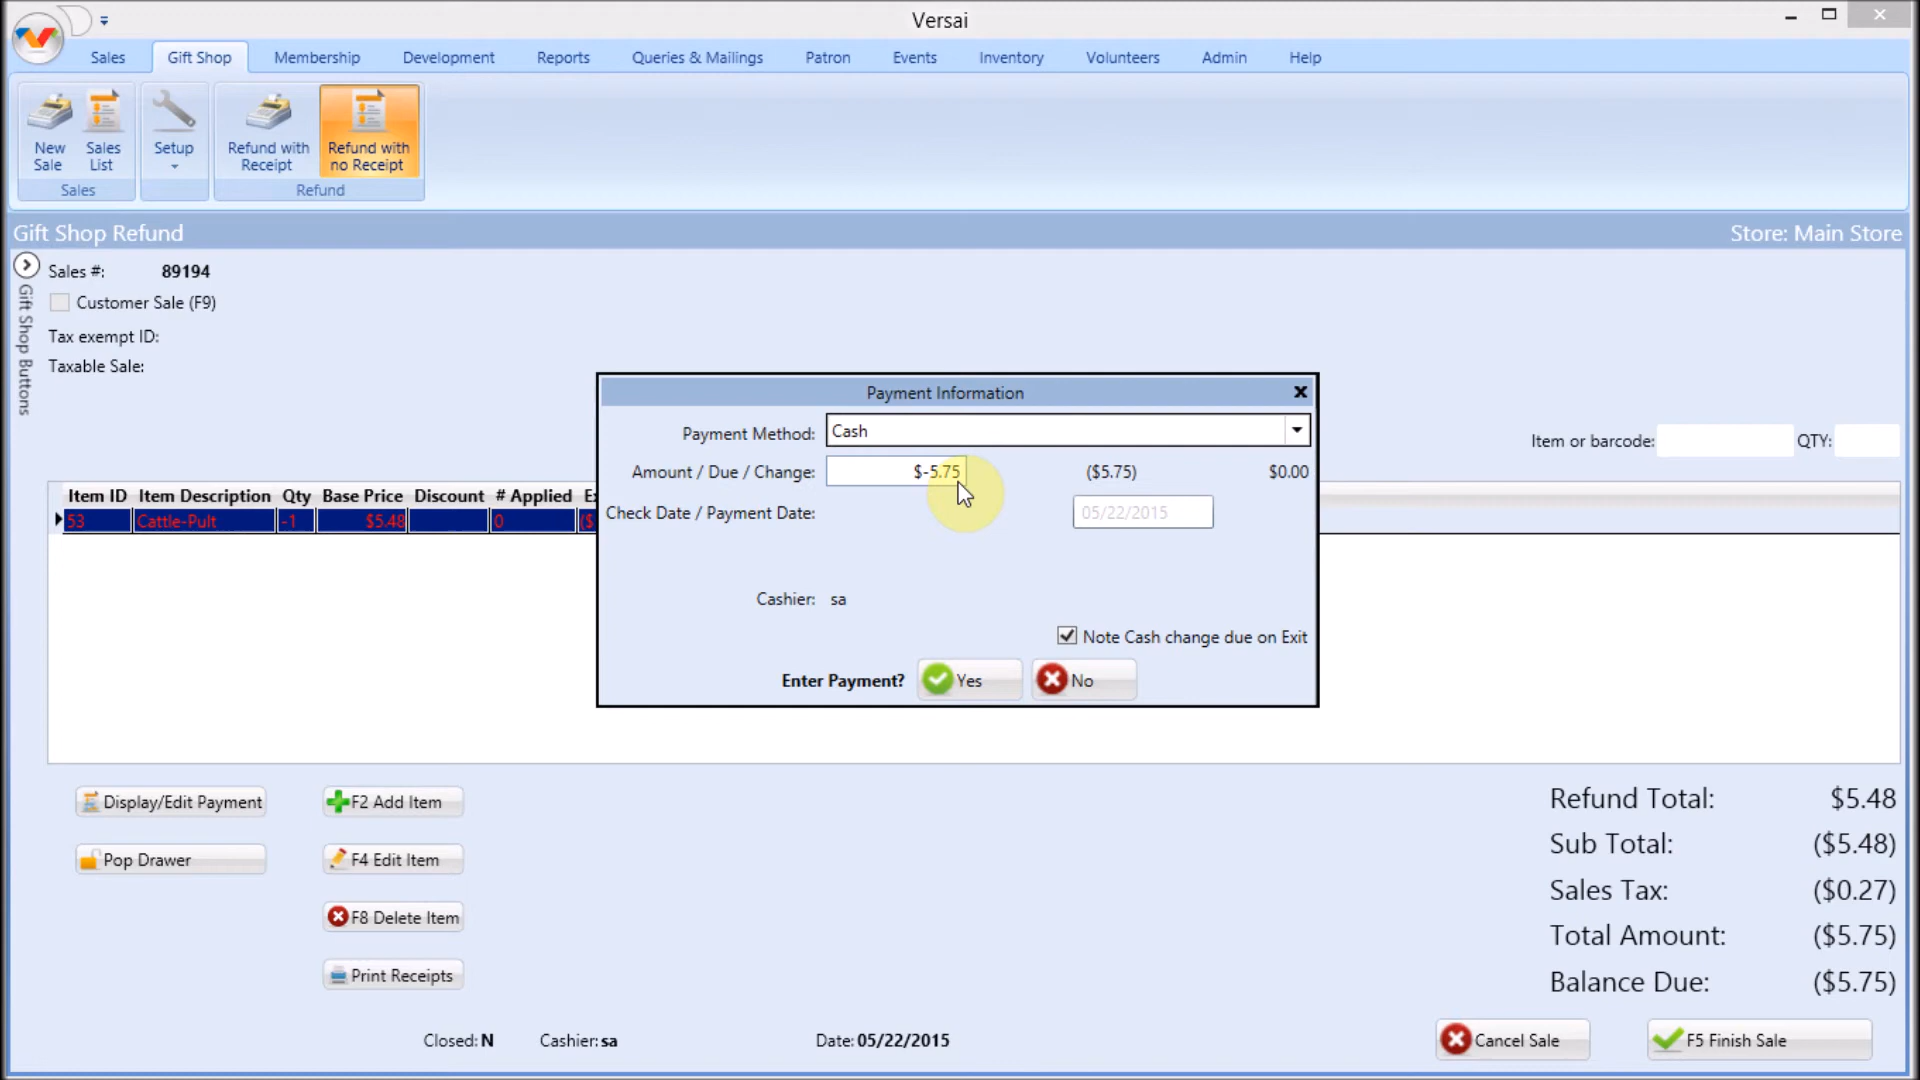 Versai
Sales Gift Shop Membership Development Reports Queries & Mailings Patron Events Inventory Volunteers Admin Help
New Sale
Sales List
Setup
Refund with Receipt
Refund with no Receipt
Sales
Refund
Gift Shop Refund
Store: Main Store
Gift Shop Buttons
Sales #: 89194
Customer Sale (F9)
Tax exempt ID:
Taxable Sale:
Item or barcode:
QTY:
Payment Information
Payment Method: Cash
Amount / Due / Change: $-5.75 ($5.75) $0.00
Check Date / Payment Date: 05/22/2015
Cashier: sa
Note Cash change due on Exit
Enter Payment? Yes No
Item ID Item Description Qty Base Price Discount # Applied
53 Cattle-Pult -1 $5.48 0 ($
Display/Edit Payment
F2 Add Item
Pop Drawer
F4 Edit Item
F8 Delete Item
Print Receipts
Refund Total: $5.48
Sub Total: ($5.48)
Sales Tax: ($0.27)
Total Amount: ($5.75)
Balance Due: ($5.75)
Closed: N Cashier: sa Date: 05/22/2015
Cancel Sale
F5 Finish Sale